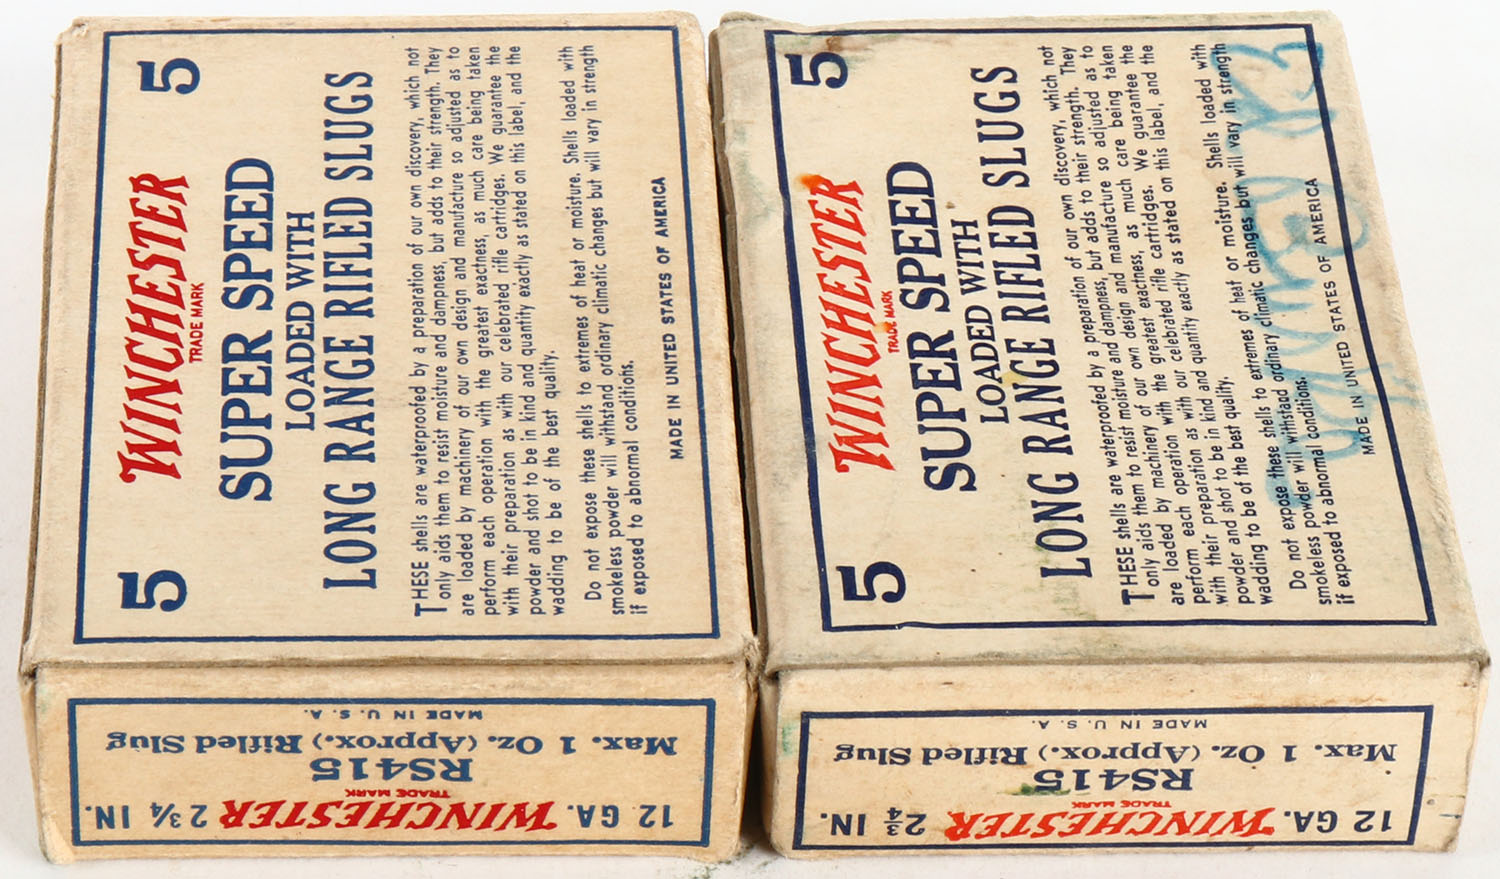 5 WINCHESTER 5
TRADE MARK
SUPER SPEED
LOADED WITH
LONG RANGE RIFLED SLUGS
THESE shells are waterproofed by a preparation of our own discovery, which not
only aids them to resist moisture and dampness, but adds to their strength. They
are loaded by machinery of our own design and manufacture so adjusted as to
perform each operation with the greatest exactness, as much care being taken
with their preparation as with our celebrated rifle cartridges. We guarantee the
powder and shot to be in kind and quantity exactly as stated on this label, and the
wadding to be of the best quality.
Do not expose these shells to extremes of heat or moisture. Shells loaded with
smokeless powder will withstand ordinary climatic changes but will vary in strength
if exposed to abnormal conditions.
MADE IN UNITED STATES OF AMERICA
12 GA. WINCHESTER 2¾ IN.
TRADE MARK
RS415
Max. 1 Oz. (Approx.) Rifled Slug
MADE IN U. S. A.
5 WINCHESTER 5
TRADE MARK
SUPER SPEED
LOADED WITH
LONG RANGE RIFLED SLUGS
THESE shells are waterproofed by a preparation of our own discovery, which not
only aids them to resist moisture and dampness, but adds to their strength. They
are loaded by machinery of our own design and manufacture so adjusted as to
perform each operation with the greatest exactness, as much care being taken
with their preparation as with our celebrated rifle cartridges. We guarantee the
powder and shot to be in kind and quantity exactly as stated on this label, and the
wadding to be of the best quality.
Do not expose these shells to extremes of heat or moisture. Shells loaded with
smokeless powder will withstand ordinary climatic changes but will vary in strength
if exposed to abnormal conditions.
MADE IN UNITED STATES OF AMERICA
12 GA. WINCHESTER 2¾ IN.
TRADE MARK
RS415
Max. 1 Oz. (Approx.) Rifled Slug
MADE IN U. S. A.